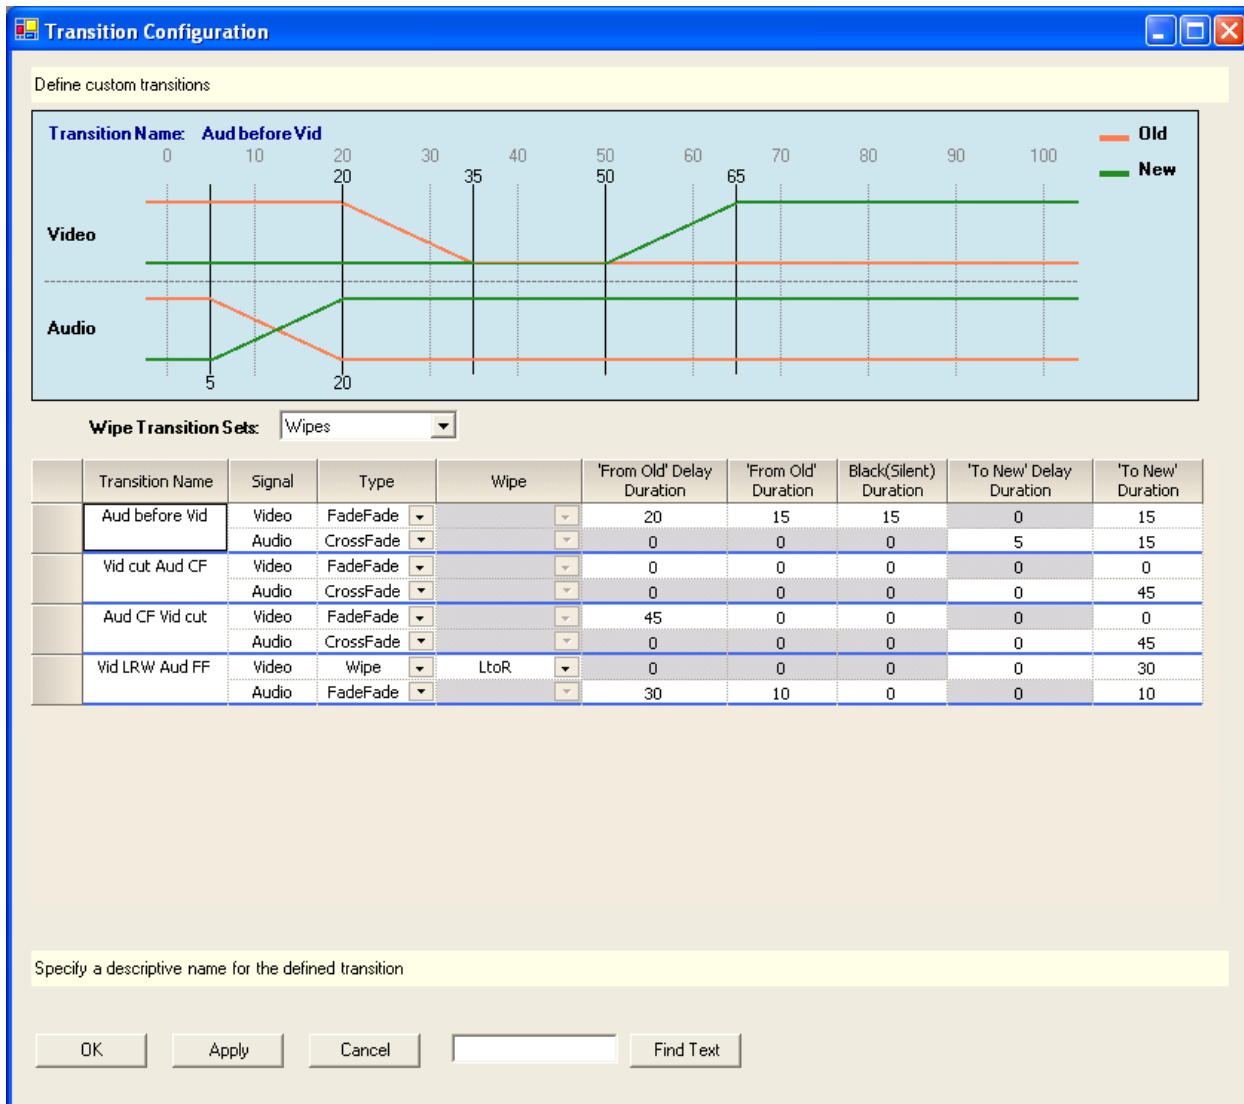 Transition Configuration
Define custom transitions
Transition Name: Aud before Vid
Old
New
0 10 20 30 40 50 60 70 80 90 100
20 35 50 65
Video
Audio
5 20
Wipe Transition Sets: Wipes
Transition Name Signal Type Wipe 'From Old' Delay Duration 'From Old' Duration Black(Silent) Duration 'To New' Delay Duration 'To New' Duration
Aud before Vid Video FadeFade 20 15 15 0 15
Audio CrossFade 0 0 0 5 15
Vid cut Aud CF Video FadeFade 0 0 0 0 0
Audio CrossFade 0 0 0 0 45
Aud CF Vid cut Video FadeFade 45 0 0 0 0
Audio CrossFade 0 0 0 0 45
Vid LRW Aud FF Video Wipe LtoR 0 0 0 0 30
Audio FadeFade 30 10 0 0 10
Specify a descriptive name for the defined transition
OK Apply Cancel Find Text